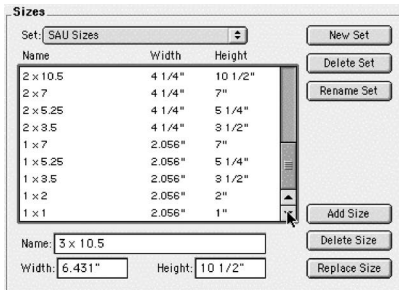 Sizes
Set: SAU Sizes
New Set
Name Width Height
Delete Set
2 x 10.5 4 1/4" 10 1/2"
2 x 7 4 1/4" 7"
Rename Set
2 x 5.25 4 1/4" 5 1/4"
2 x 3.5 4 1/4" 3 1/2"
1 x 7 2.056" 7"
1 x 5.25 2.056" 5 1/4"
1 x 3.5 2.056" 3 1/2"
1 x 2 2.056" 2"
1 x 1 2.056" 1"
Add Size
Name: 3 x 10.5
Delete Size
Width: 6.431" Height: 10 1/2"
Replace Size